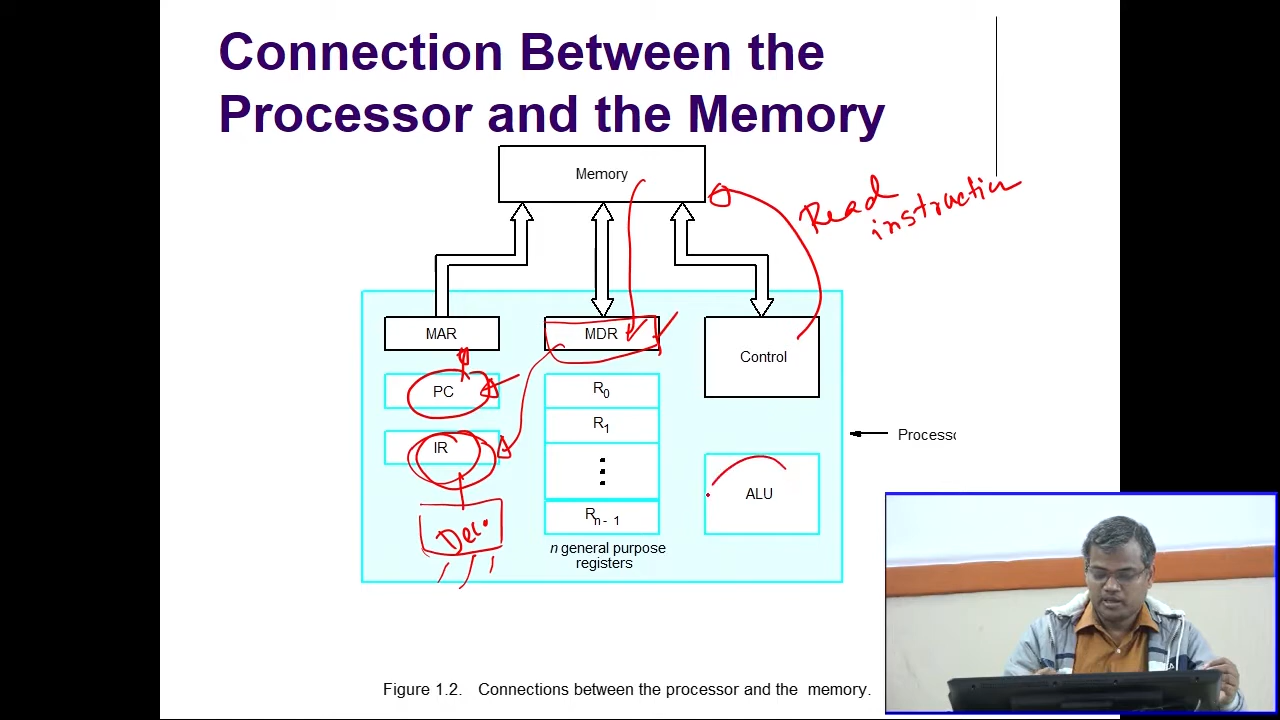 Connection Between the
Processor and the Memory
Memory
Read
instruction
MAR
MDR
Control
PC
R0
R1
IR
ALU
Rn - 1
Dec.
n general purpose
registers
Figure 1.2. Connections between the processor and the memory.